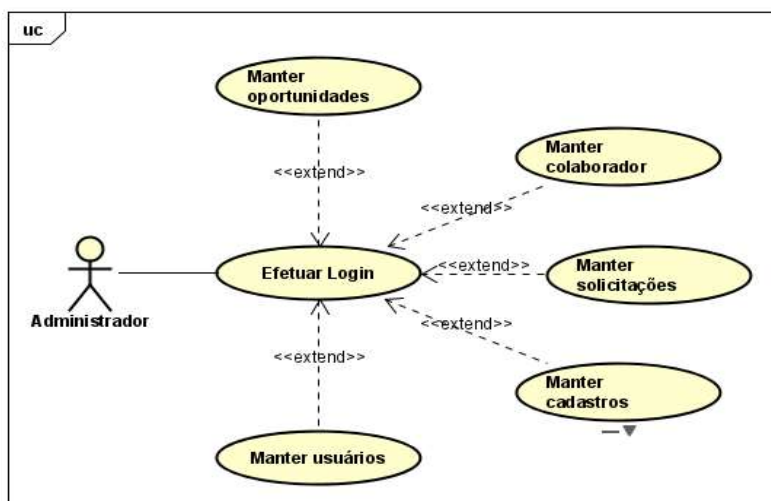 uc
Manter
oportunidades
<<extend>>
Manter
colaborador
<<extend>>
Efetuar Login
<<extend>>
Manter
solicitações
Administrador
<<extend>>
<<extend>>
Manter
cadastros
Manter usuários